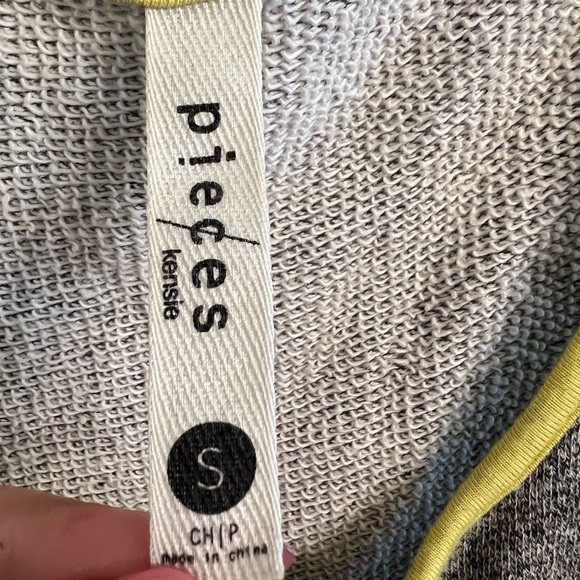 pieces
kensie
S
CH/P
made in china